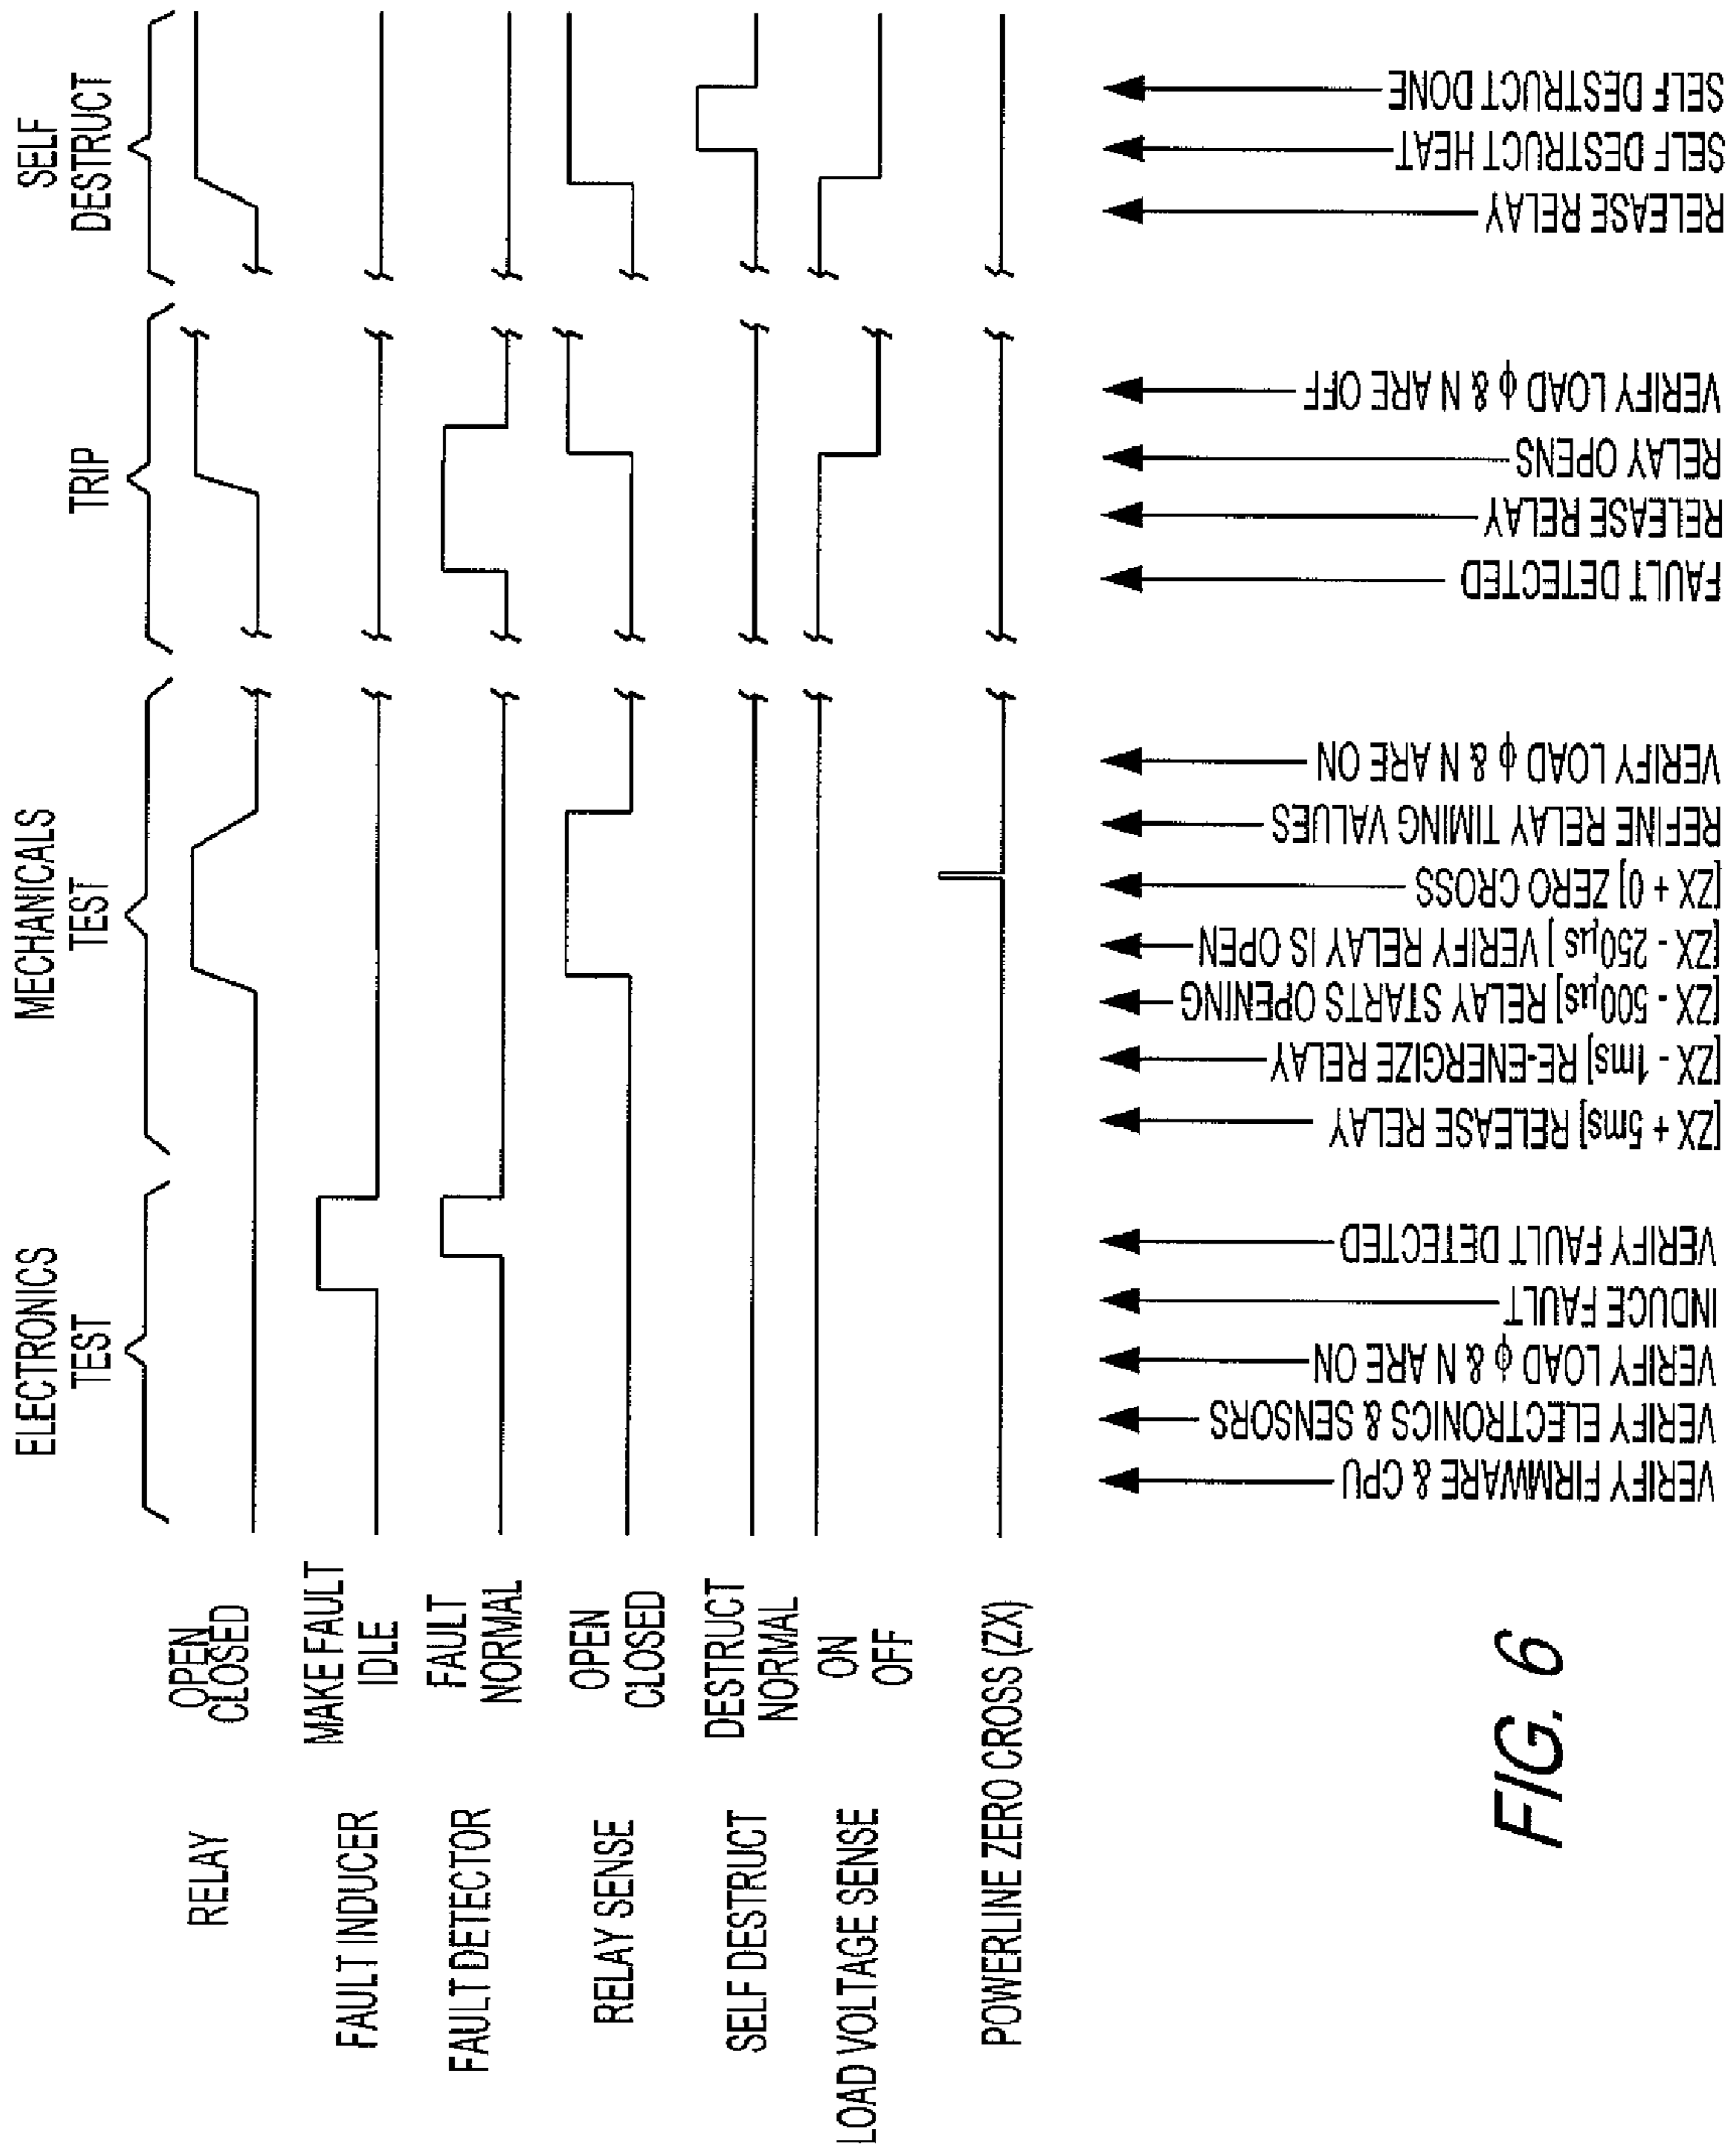 ELECTRONICS
TEST
MECHANICALS
TEST
TRIP
SELF
DESTRUCT
RELAY
OPEN
CLOSED
FAULT INDUCER
MAKE FAULT
IDLE
FAULT DETECTOR
FAULT
NORMAL
RELAY SENSE
OPEN
CLOSED
SELF DESTRUCT
DESTRUCT
NORMAL
LOAD VOLTAGE SENSE
ON
OFF
POWERLINE ZERO CROSS (ZX)
VERIFY FIRMWARE & CPU
VERIFY ELECTRONICS & SENSORS
VERIFY LOAD ϕ & N ARE ON
INDUCE FAULT
VERIFY FAULT DETECTED
[ZX + 5ms] RELEASE RELAY
[ZX - 1ms] RE-ENERGIZE RELAY
[ZX - 500µs] RELAY STARTS OPENING
[ZX - 250µs ] VERIFY RELAY IS OPEN
[ZX + 0] ZERO CROSS
REFINE RELAY TIMING VALUES
VERIFY LOAD ϕ & N ARE ON
FAULT DETECTED
RELEASE RELAY
RELAY OPENS
VERIFY LOAD ϕ & N ARE OFF
RELEASE RELAY
SELF DESTRUCT HEAT
SELF DESTRUCT DONE
FIG. 6